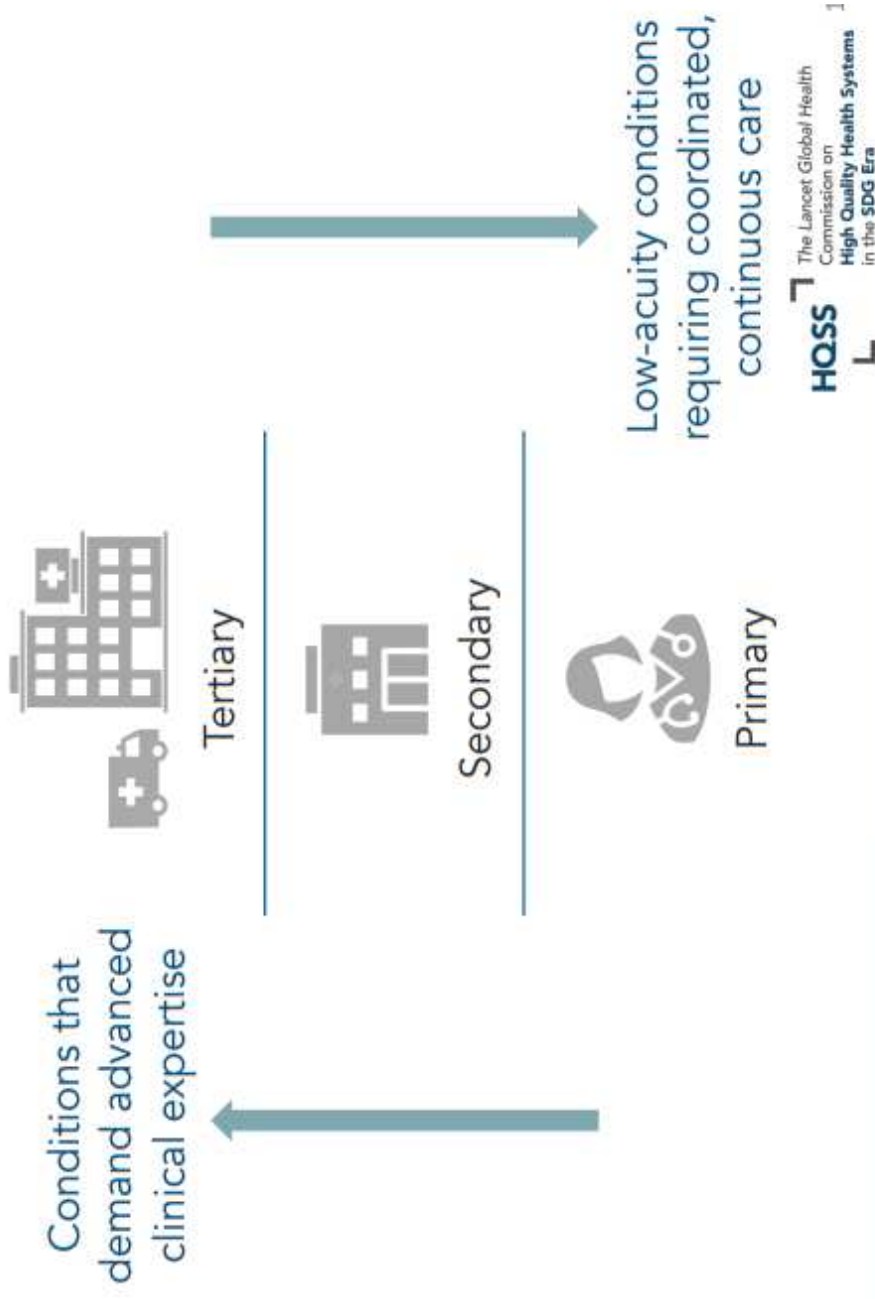 Conditions that
demand advanced
clinical expertise
Tertiary
Secondary
Primary
Low-acuity conditions
requiring coordinated,
continuous care
HQSS
The Lancet Global Health
Commission on
High Quality Health Systems
in the SDG Era